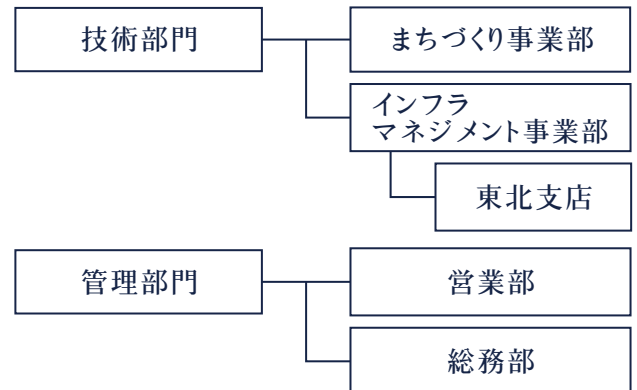 技術部門
まちづくり事業部
インフラ
マネジメント事業部
東北支店
管理部門
営業部
総務部